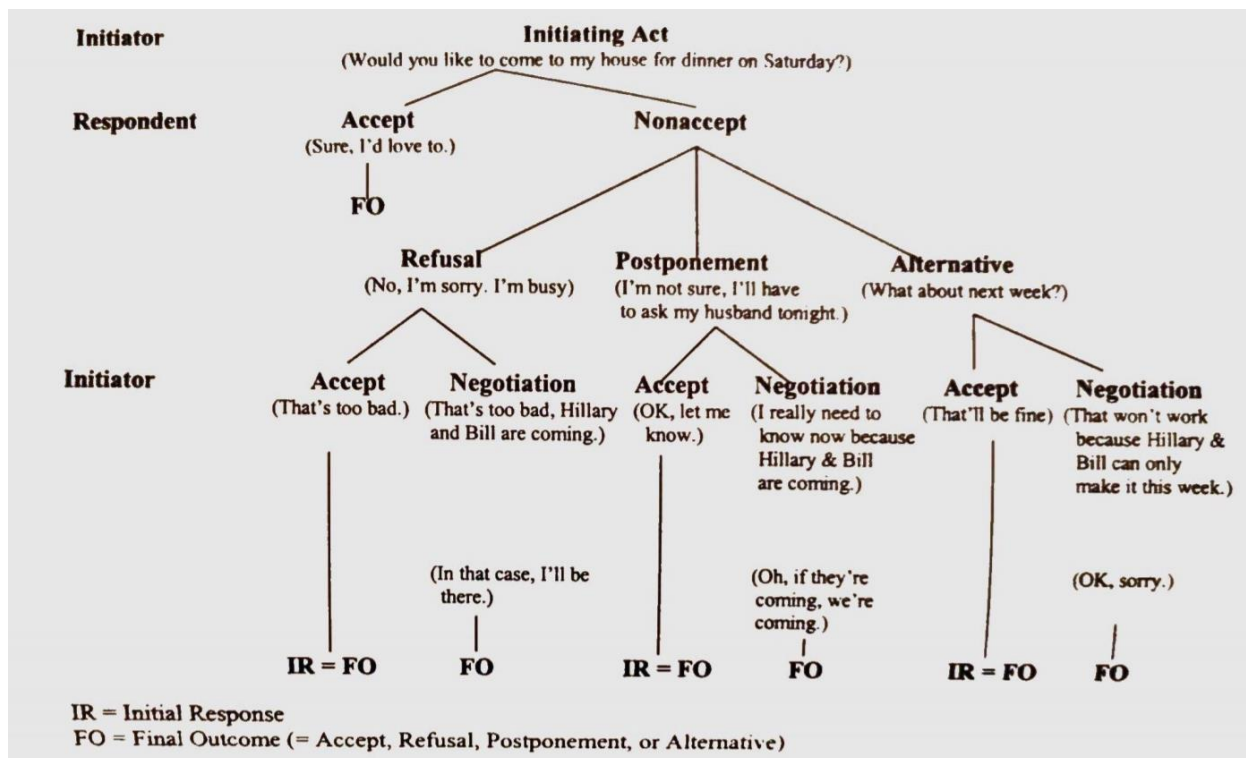 Initiator
Initiating Act
(Would you like to come to my house for dinner on Saturday?)
Respondent
Accept
(Sure, I'd love to.)
FO
Nonaccept
Refusal
(No, I'm sorry. I'm busy)
Postponement
(I'm not sure, I'll have
to ask my husband tonight.)
Alternative
(What about next week?)
Initiator
Accept
(That's too bad.)
IR = FO
Negotiation
(That's too bad, Hillary
and Bill are coming.)
(In that case, I'll be
there.)
FO
Accept
(OK, let me
know.)
IR = FO
Negotiation
(I really need to
know now because
Hillary & Bill
are coming.)
(Oh, if they're
coming, we're
coming.)
FO
Accept
(That'll be fine)
IR = FO
Negotiation
(That won't work
because Hillary &
Bill can only
make it this week.)
(OK, sorry.)
FO
IR = Initial Response
FO = Final Outcome (= Accept, Refusal, Postponement, or Alternative)